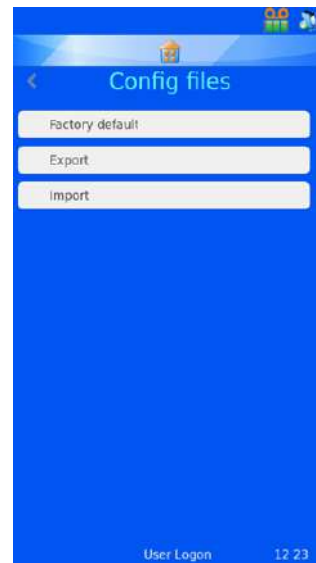 Config files
Factory default
Export
Import
User Logon 12 23